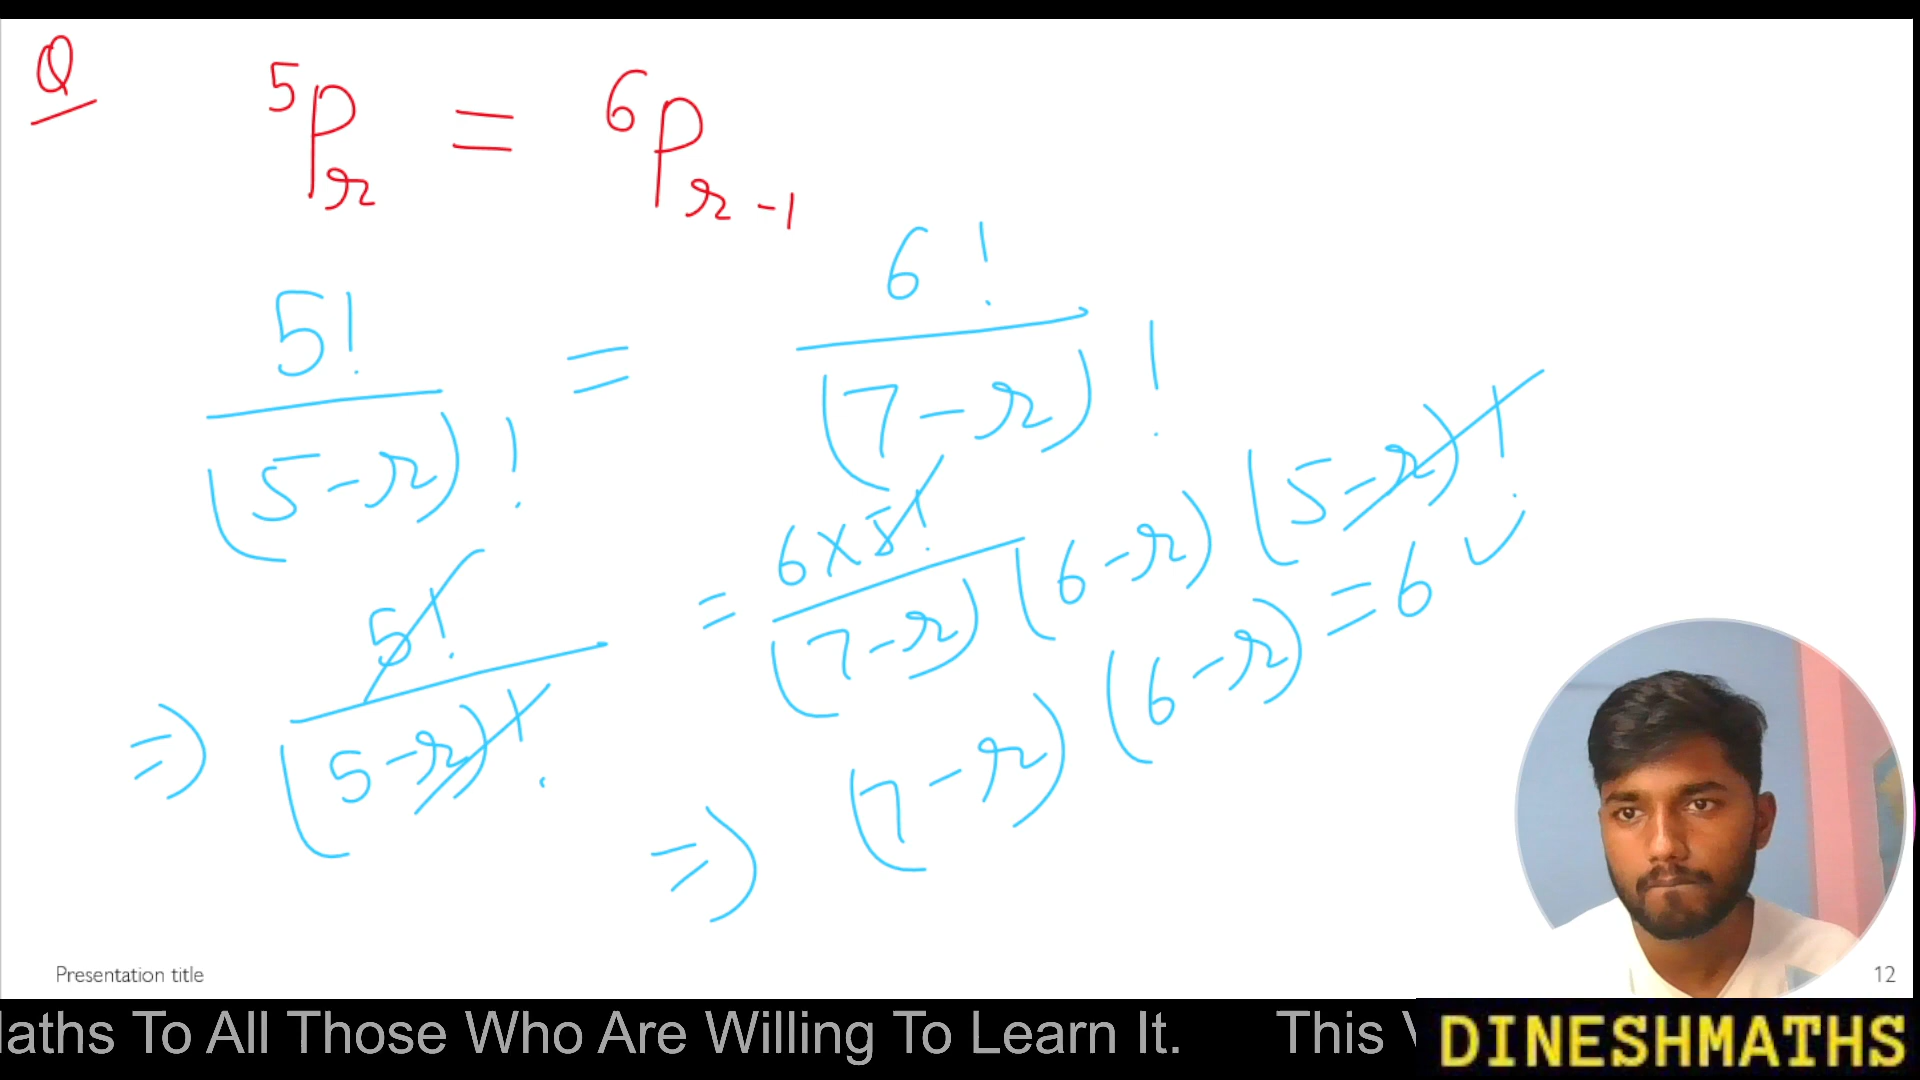 Q
⁵Pᵣ = ⁶Pᵣ₋₁
5!/(5-r)! = 6!/(7-r)!
=> 5!/(5-r)! = 6×5!/(7-r)(6-r)(5-r)!
=> (7-r)(6-r) = 6 ✓
Presentation title
12
aths To All Those Who Are Willing To Learn It. This
DINESHMATHS